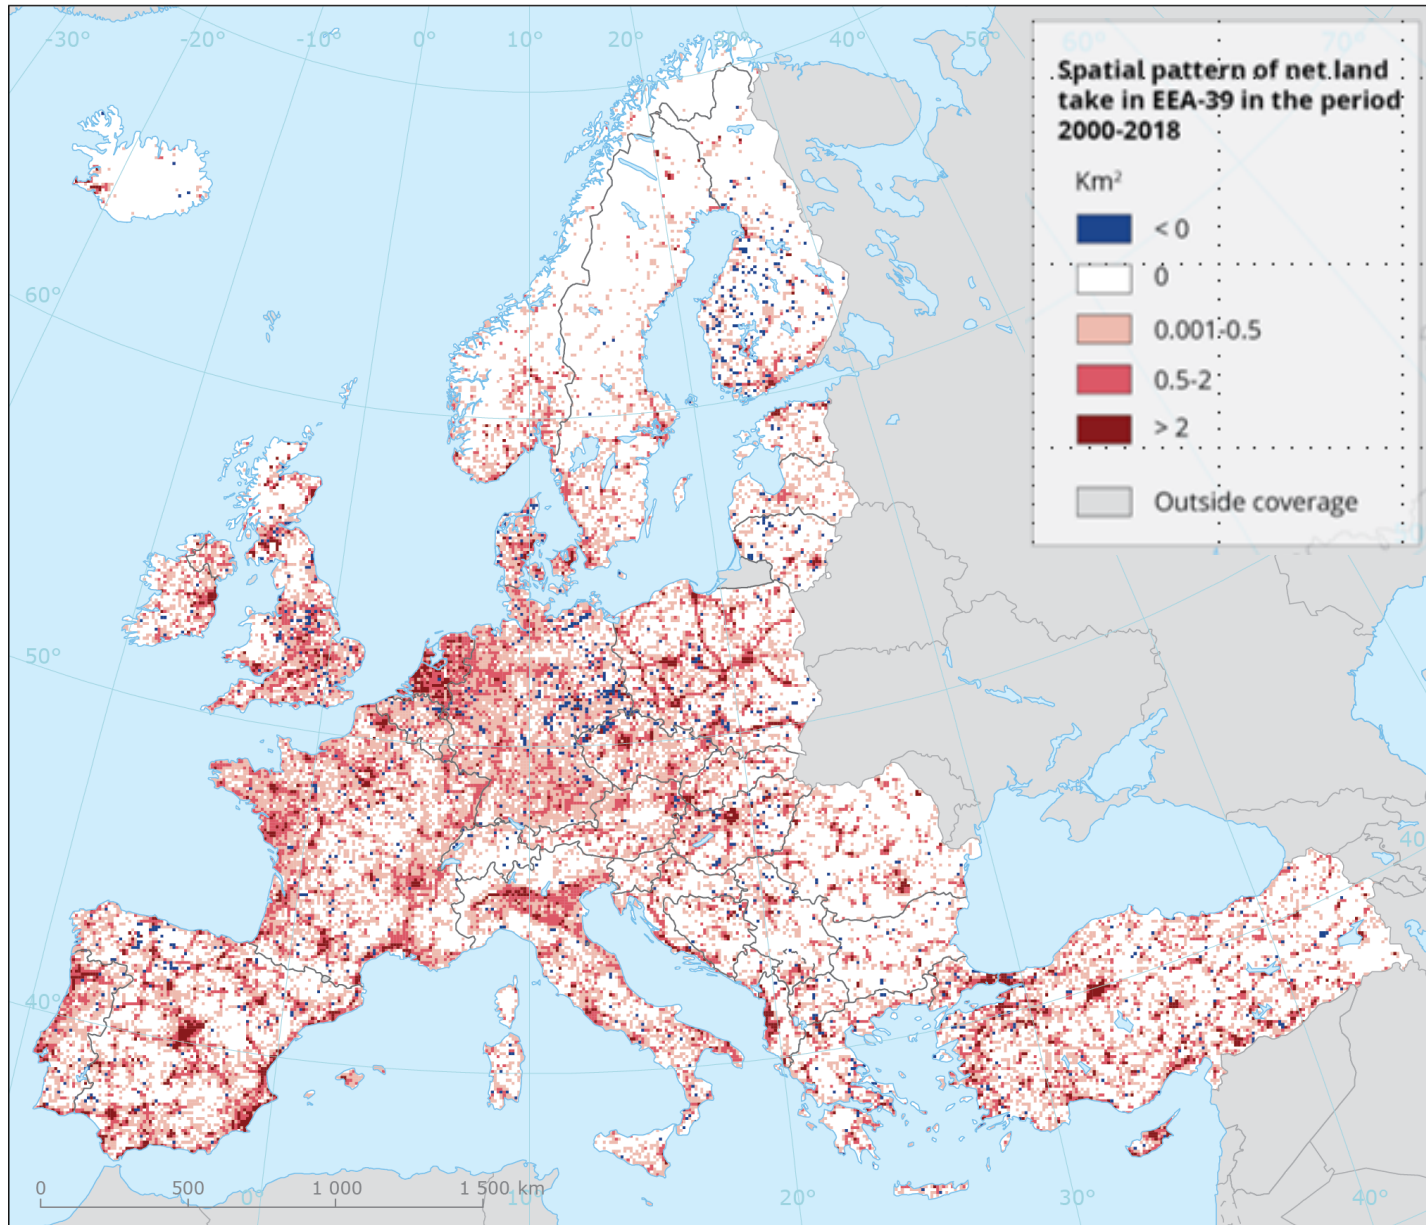 -30° -20° -10° 0° 10° 20° 30° 40° 50° 60° 70°
Spatial pattern of net land
take in EEA-39 in the period
2000-2018
Km²
< 0
0
0.001-0.5
0.5-2
> 2
Outside coverage
60°
50°
40°
40°
0 500 1 000 1 500 km
0° 10° 20° 30° 40°